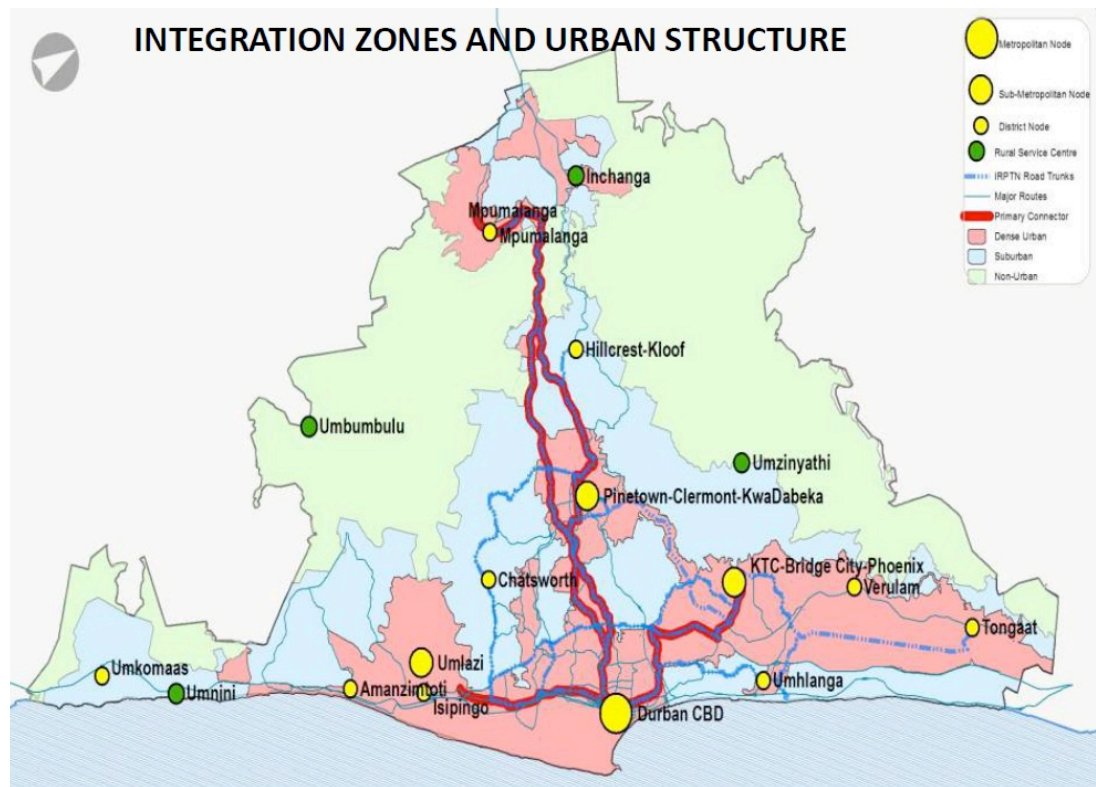 INTEGRATION ZONES AND URBAN STRUCTURE
Metropolitan Node
Sub-Metropolitan Node
District Node
Rural Service Centre
IRPTN Road Trunks
Major Routes
Primary Connector
Dense Urban
Suburban
Non-Urban
Inchanga
Mpumalanga
Mpumalanga
Hillcrest-Kloof
Umbumbulu
Umzinyathi
Pinetown-Clermont-KwaDabeka
KTC-Bridge City-Phoenix
Chatsworth
Verulam
Tongaat
Umlazi
Umkomaas
Umhlanga
Amanzimtoti
Umnini
Isipingo
Durban CBD